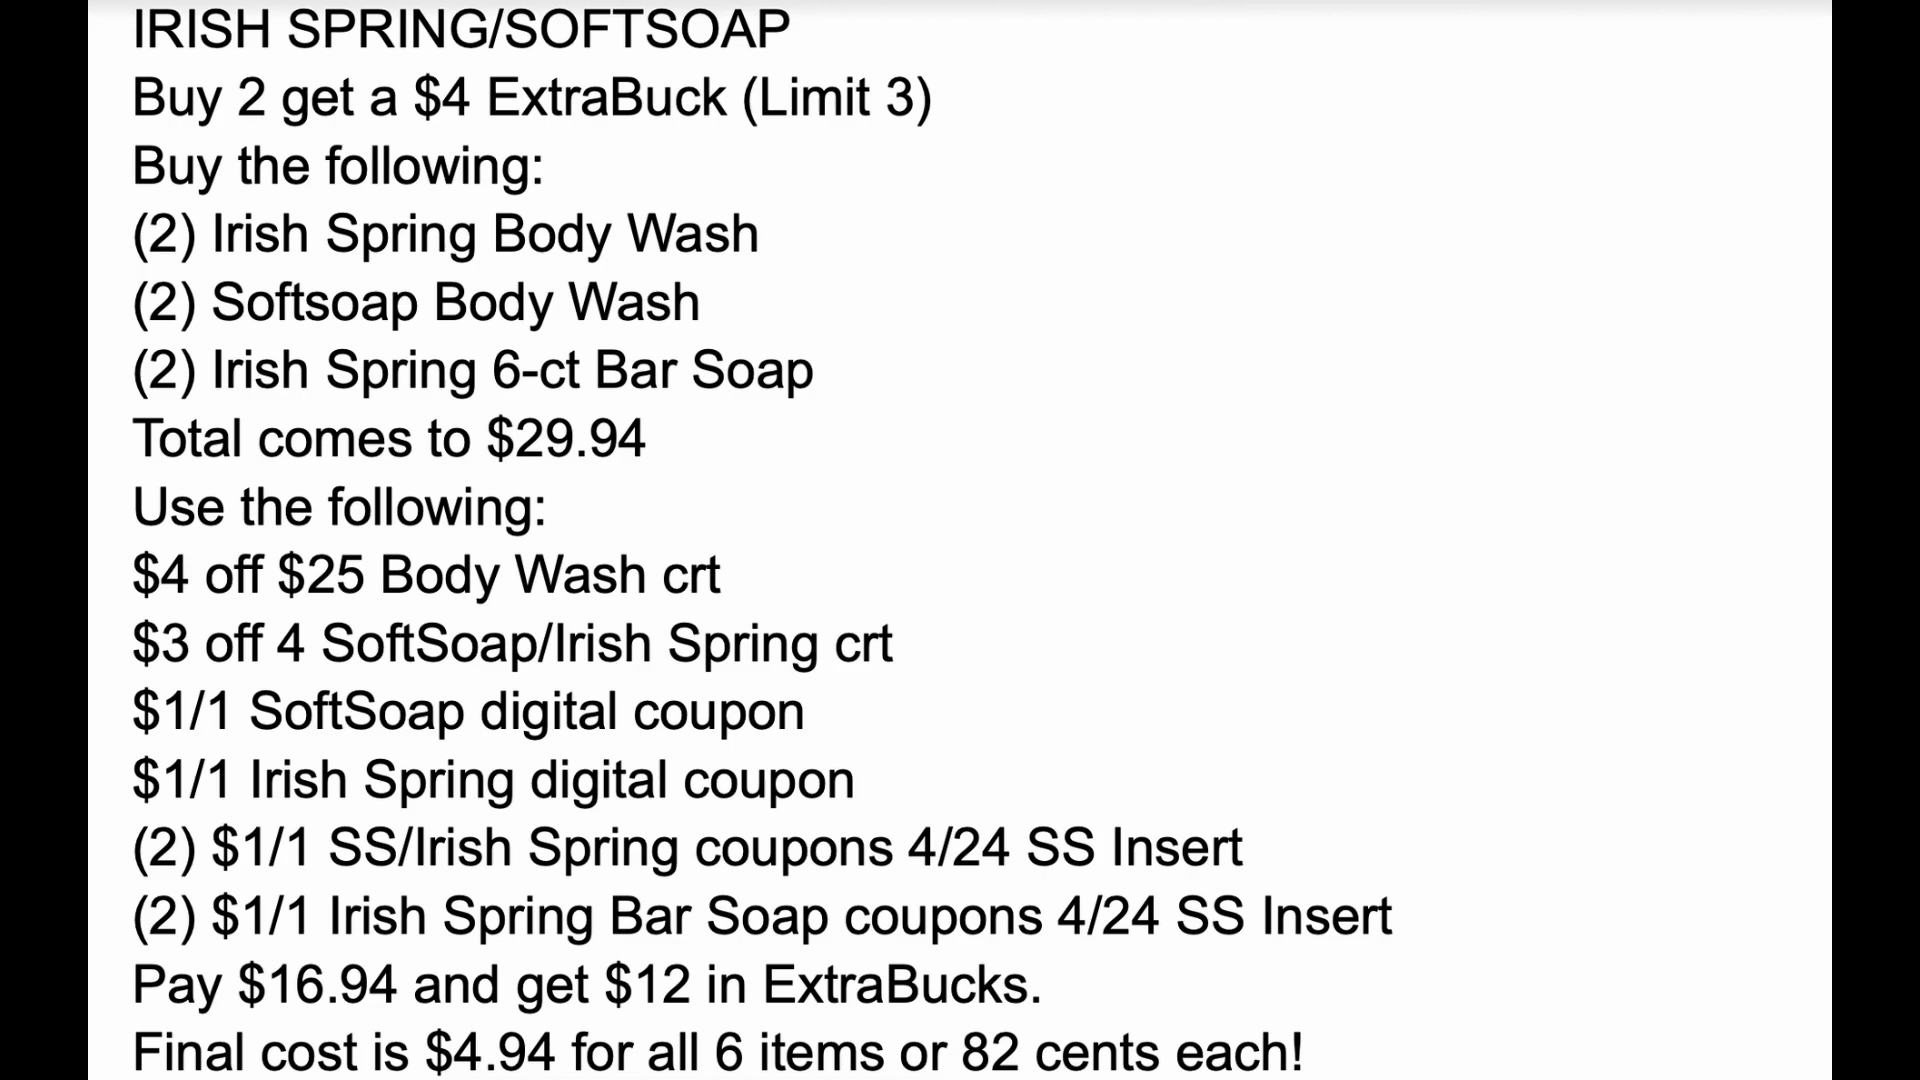 IRISH SPRING/SOFTSOAP
Buy 2 get a $4 ExtraBuck (Limit 3)
Buy the following:
(2) Irish Spring Body Wash
(2) Softsoap Body Wash
(2) Irish Spring 6-ct Bar Soap
Total comes to $29.94
Use the following:
$4 off $25 Body Wash crt
$3 off 4 SoftSoap/Irish Spring crt
$1/1 SoftSoap digital coupon
$1/1 Irish Spring digital coupon
(2) $1/1 SS/Irish Spring coupons 4/24 SS Insert
(2) $1/1 Irish Spring Bar Soap coupons 4/24 SS Insert
Pay $16.94 and get $12 in ExtraBucks.
Final cost is $4.94 for all 6 items or 82 cents each!